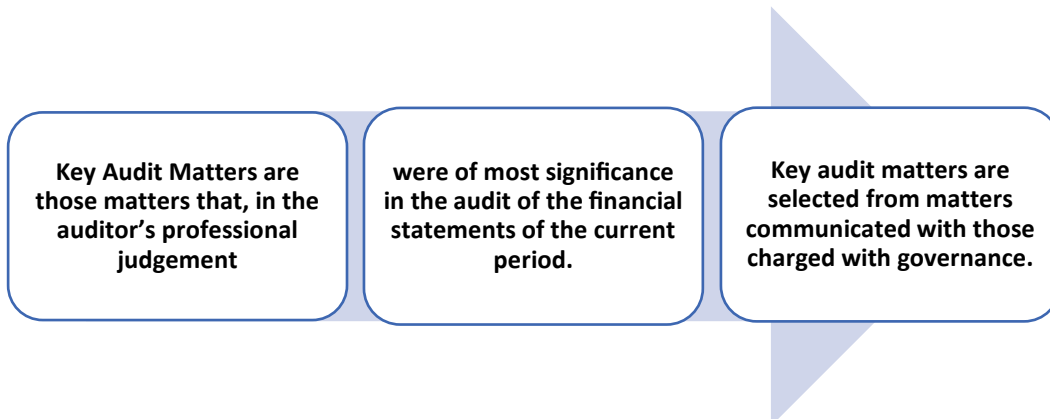 Key Audit Matters are
those matters that, in the
auditor’s professional
judgement
were of most significance
in the audit of the financial
statements of the current
period.
Key audit matters are
selected from matters
communicated with those
charged with governance.